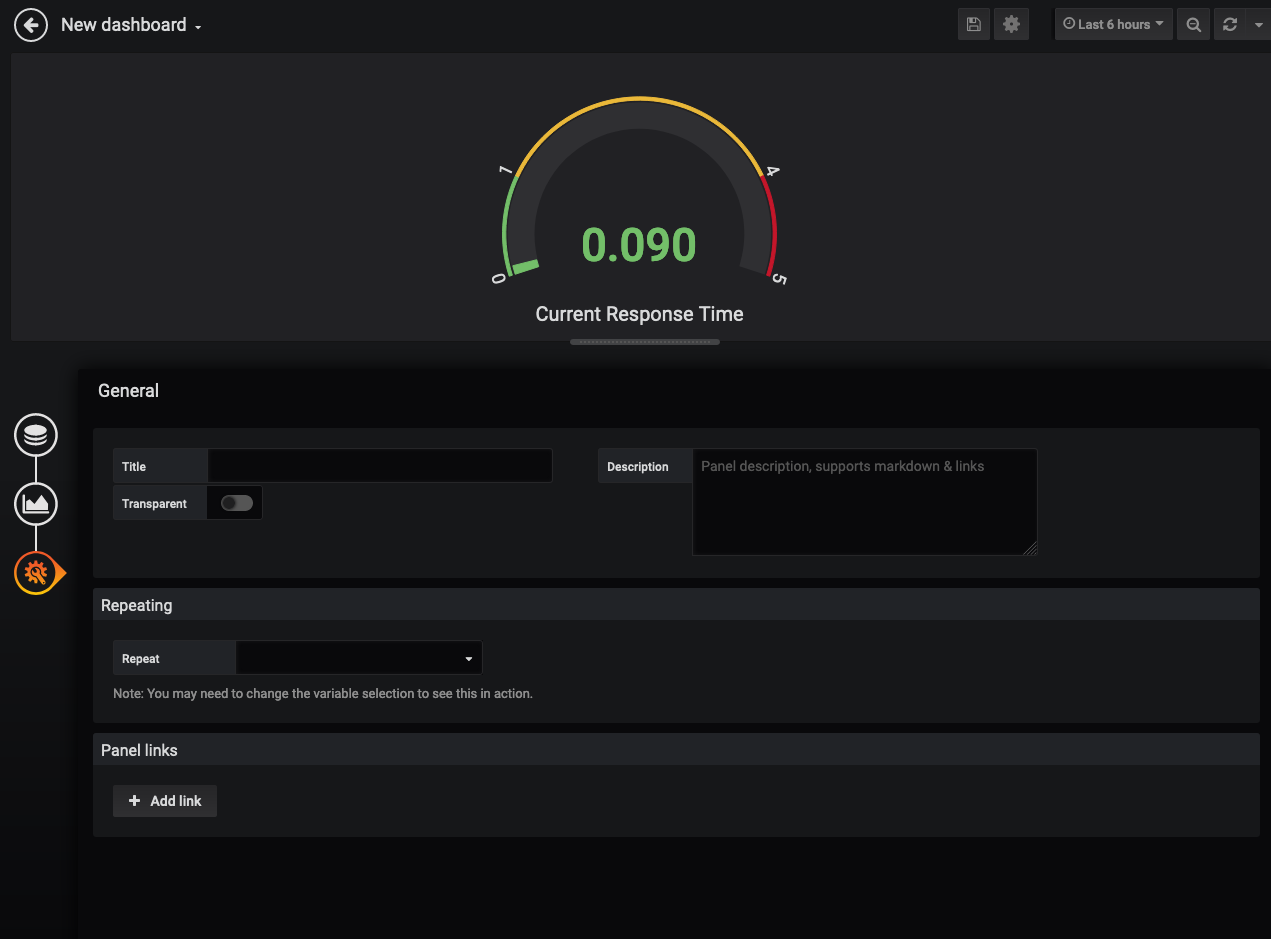 New dashboard
Last 6 hours
1
4
0.090
0
5
Current Response Time
General
Title
Description
Panel description, supports markdown & links
Transparent
Repeating
Repeat
Note: You may need to change the variable selection to see this in action.
Panel links
+ Add link